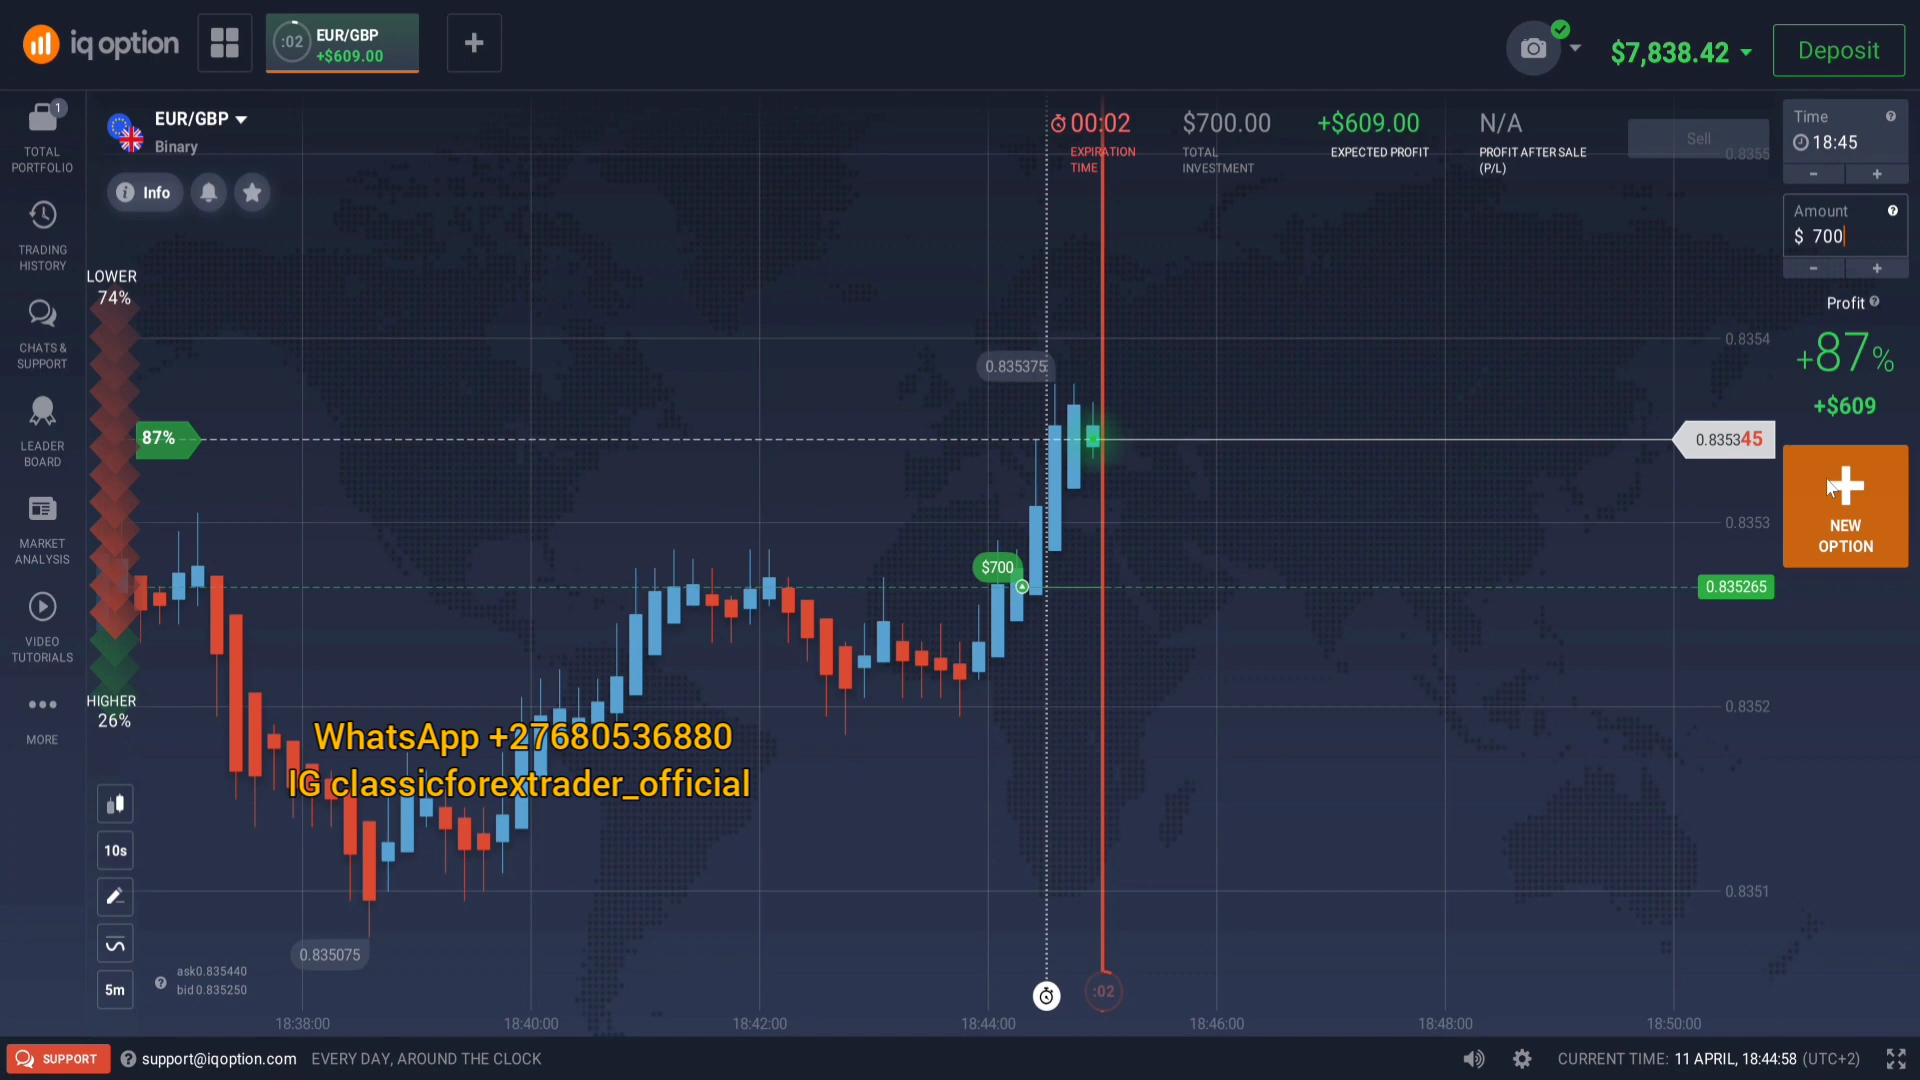 iq option
:02
EUR/GBP
+$609.00
$7,838.42
Deposit
1
TOTAL
PORTFOLIO
TRADING
HISTORY
CHATS &
SUPPORT
LEADER
BOARD
MARKET
ANALYSIS
VIDEO
TUTORIALS
MORE
EUR/GBP
Binary
Info
LOWER
74%
87%
HIGHER
26%
00:02
EXPIRATION
TIME
$700.00
TOTAL
INVESTMENT
+$609.00
EXPECTED PROFIT
N/A
PROFIT AFTER SALE
(P/L)
Sell
0.8355
0.8354
0.835345
0.8353
0.835265
0.8352
0.8351
0.835375
$700
0.835075
WhatsApp +27680536880
IG classicforextrader_official
10s
5m
ask0.835440
bid 0.835250
:02
18:38:00
18:40:00
18:42:00
18:44:00
18:46:00
18:48:00
18:50:00
Time
18:45
- +
Amount
$ 700
- +
Profit
+87%
+$609
NEW
OPTION
SUPPORT
support@iqoption.com
EVERY DAY, AROUND THE CLOCK
CURRENT TIME: 11 APRIL, 18:44:58 (UTC+2)